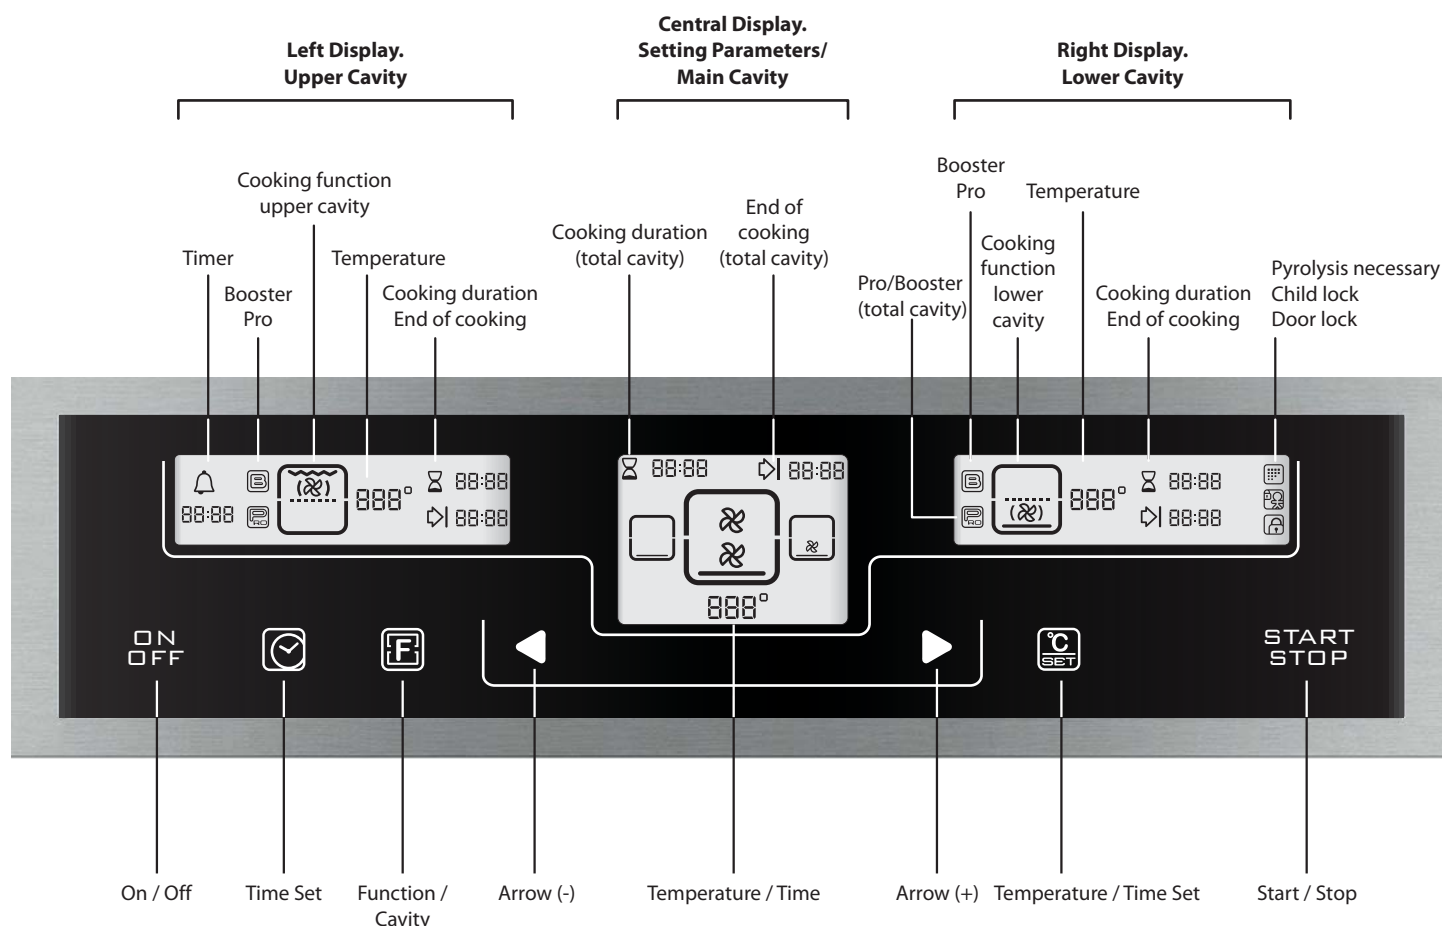 Central Display.
Setting Parameters/
Main Cavity
Left Display.
Upper Cavity
Right Display.
Lower Cavity
Cooking function
upper cavity
Timer
Booster
Pro
Temperature
Cooking duration
End of cooking
Cooking duration
(total cavity)
End of
cooking
(total cavity)
Pro/Booster
(total cavity)
Booster
Pro
Cooking
function
lower
cavity
Temperature
Cooking duration
End of cooking
Pyrolysis necessary
Child lock
Door lock
B
88:88
PRO
888°
88:88
88:88
88:88
88:88
888°
B
PRO
888°
88:88
88:88
ON
OFF
F
°C
SET
START
STOP
On / Off
Time Set
Function /
Cavity
Arrow (-)
Temperature / Time
Arrow (+)
Temperature / Time Set
Start / Stop